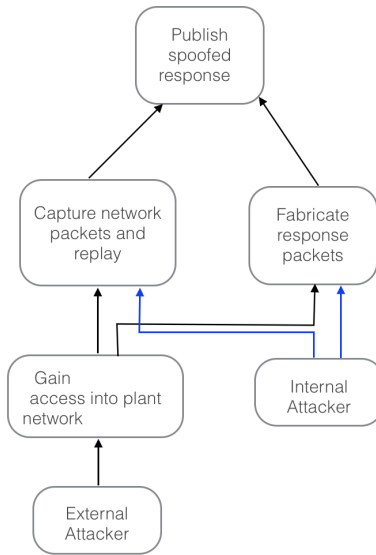 Publish
spoofed
response
Capture network
packets and
replay
Fabricate
response
packets
Gain
access into plant
network
Internal
Attacker
External
Attacker